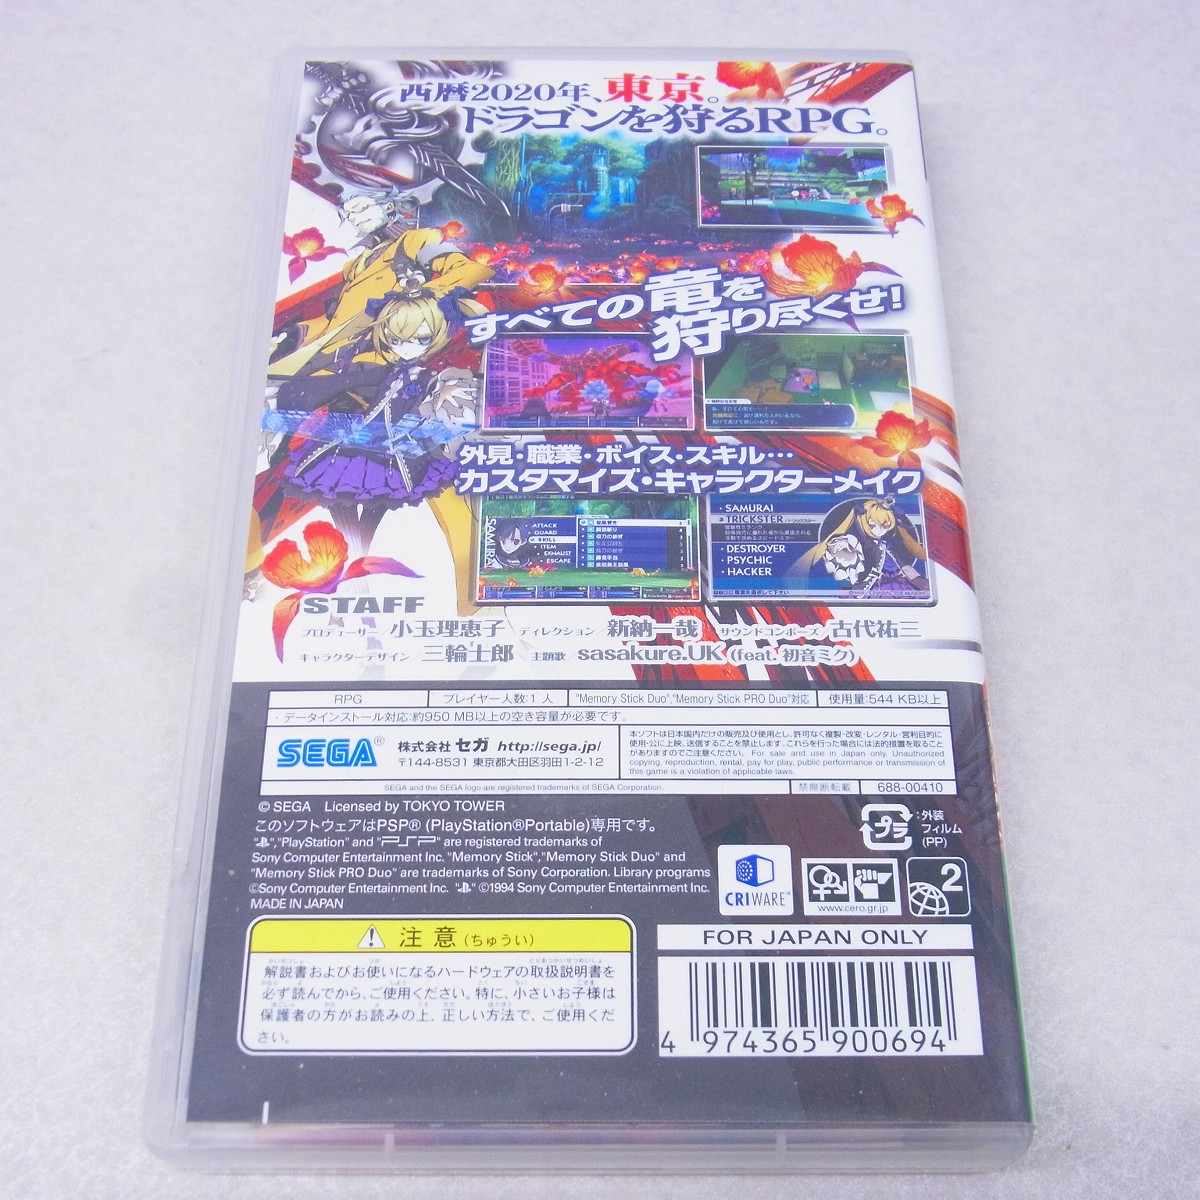 西暦2020年、東京。
ドラゴンを狩るRPG。
すべての竜を
狩り尽くせ!
外見・職業・ボイス・スキル…
カスタマイズ・キャラクターメイク
SAMURAI
ATTACK
GUARD
SKILL
ITEM
EXHAUST
ESCAPE
・SAMURAI
TRICKSTER
・DESTROYER
・PSYCHIC
・HACKER
STAFF
プロデューサー/小玉理恵子 ディレクション/新納一哉 サウンドコンポーズ/古代祐三
キャラクターデザイン/三輪士郎 主題歌/sasakure.UK (feat. 初音ミク)
RPG プレイヤー人数:1 人 "Memory Stick Duo","Memory Stick PRO Duo"対応 使用量:544 KB以上
・データインストール対応:約950 MB以上の空き容量が必要です。
SEGA® 株式会社 セガ http://sega.jp/
〒144-8531 東京都大田区羽田1-2-12
本ソフトは日本国内だけの販売及び使用とし、許可なく複製・改変・レンタル・営利目的に
使用・公に上映、送信することを禁止します。これらを行った場合には法的措置を取ること
がありますのでご注意ください。 For sale and use in Japan only. Unauthorized
copying, reproduction, rental, pay for play, public performance or transmission of
this game is a violation of applicable laws.
SEGA and the SEGA logo are registered trademarks of SEGA Corporation. 禁無断転載 688-00410
© SEGA Licensed by TOKYO TOWER
このソフトウェアはPSP® (PlayStation®Portable)専用です。
"","PlayStation" and "PSP" are registered trademarks of
Sony Computer Entertainment Inc. "Memory Stick","Memory Stick Duo" and
"Memory Stick PRO Duo" are trademarks of Sony Corporation. Library programs
©Sony Computer Entertainment Inc. "" ©1994 Sony Computer Entertainment Inc.
MADE IN JAPAN
プラ :外装
フィルム
(PP)
CRIWARE™
www.cero.gr.jp
2
注意(ちゅうい)
解説書およびお使いになるハードウェアの取扱説明書を
必ず読んでから、ご使用ください。特に、小さいお子様は
保護者の方がお読みの上、正しい方法で、ご使用くだ
さい。
FOR JAPAN ONLY
4 974365 900694